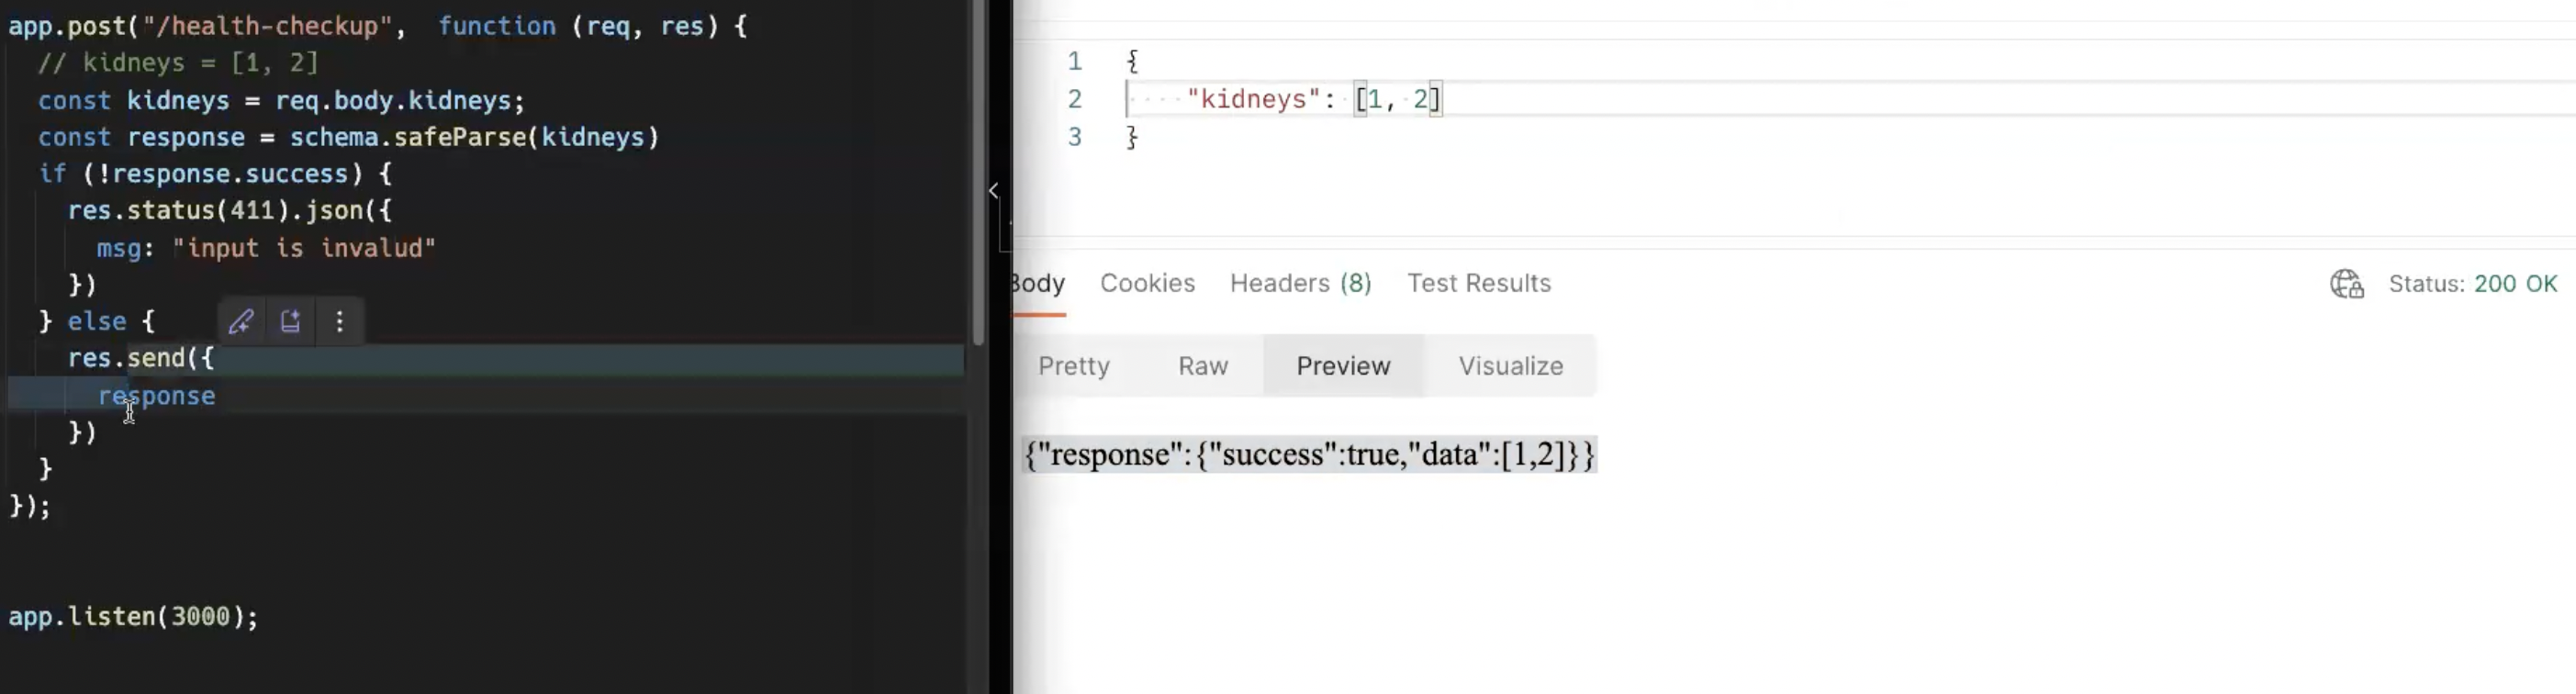 app.post("/health-checkup",  function (req, res) {
// kidneys = [1, 2]
const kidneys = req.body.kidneys;
const response = schema.safeParse(kidneys)
if (!response.success) {
res.status(411).json({
msg: "input is invalud"
})
} else {
res.send({
response
})
}
});
app.listen(3000);
1 {
2 "kidneys": [1, 2]
3 }
Body Cookies Headers (8) Test Results Status: 200 OK
Pretty Raw Preview Visualize
{"response":{"success":true,"data":[1,2]}}